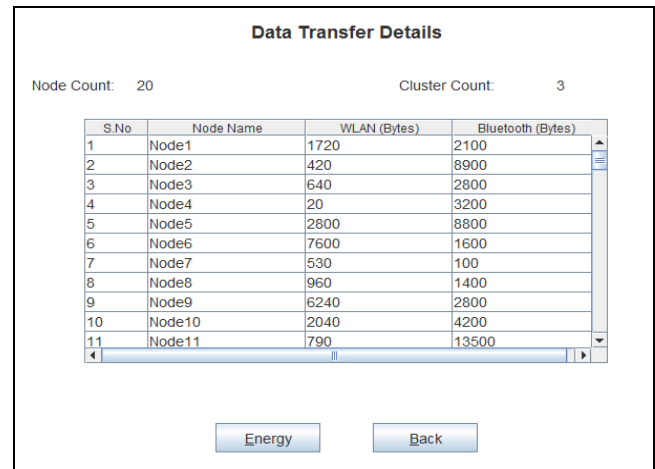 Data Transfer Details
Node Count: 20 Cluster Count: 3
S.No Node Name WLAN (Bytes) Bluetooth (Bytes)
1 Node1 1720 2100
2 Node2 420 8900
3 Node3 640 2800
4 Node4 20 3200
5 Node5 2800 8800
6 Node6 7600 1600
7 Node7 530 100
8 Node8 960 1400
9 Node9 6240 2800
10 Node10 2040 4200
11 Node11 790 13500
Energy Back